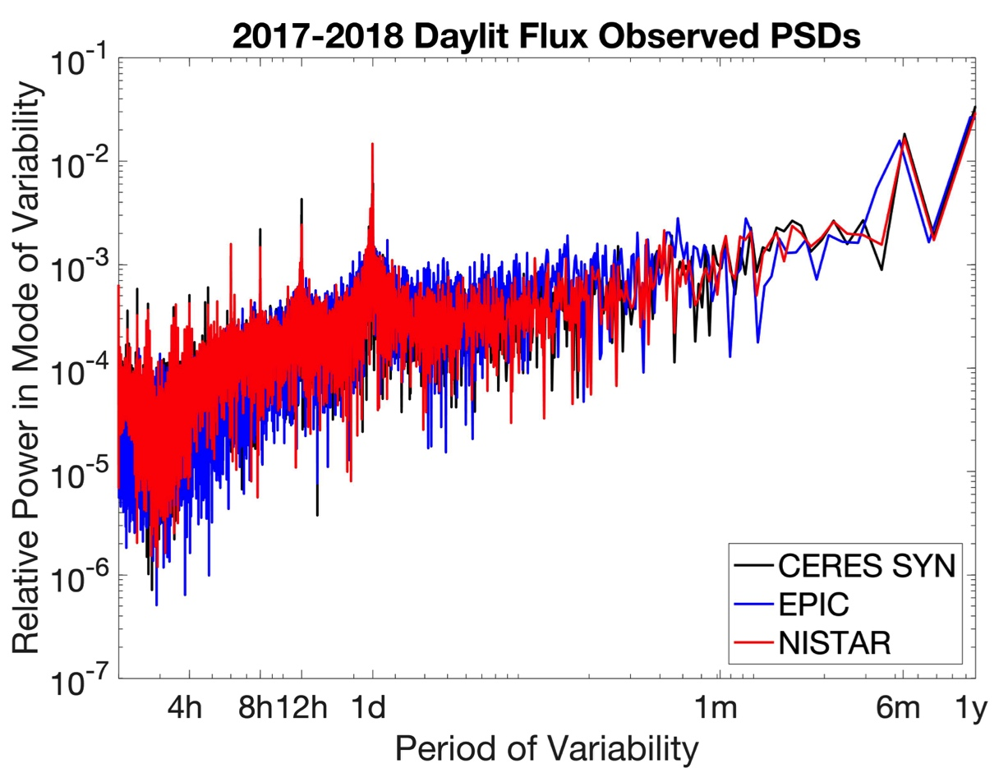 2017-2018 Daylit Flux Observed PSDs
Relative Power in Mode of Variability
10-1
10-2
10-3
10-4
10-5
10-6
10-7
4h 8h 12h 1d 1m 6m 1y
Period of Variability
CERES SYN
EPIC
NISTAR